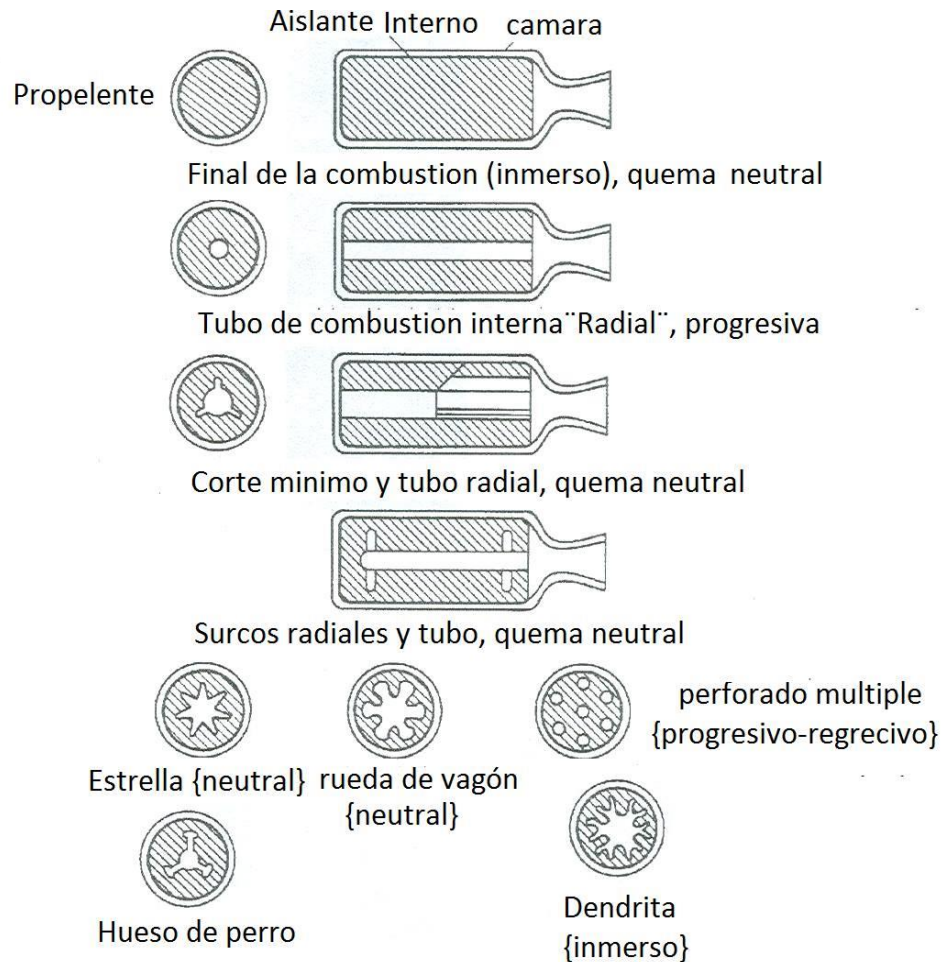 Aislante Interno camara
Propelente
Final de la combustion (inmerso), quema neutral
Tubo de combustion interna¨Radial¨, progresiva
Corte minimo y tubo radial, quema neutral
Surcos radiales y tubo, quema neutral
perforado multiple
{progresivo-regrecivo}
Estrella {neutral}
rueda de vagón
{neutral}
Hueso de perro
Dendrita
{inmerso}